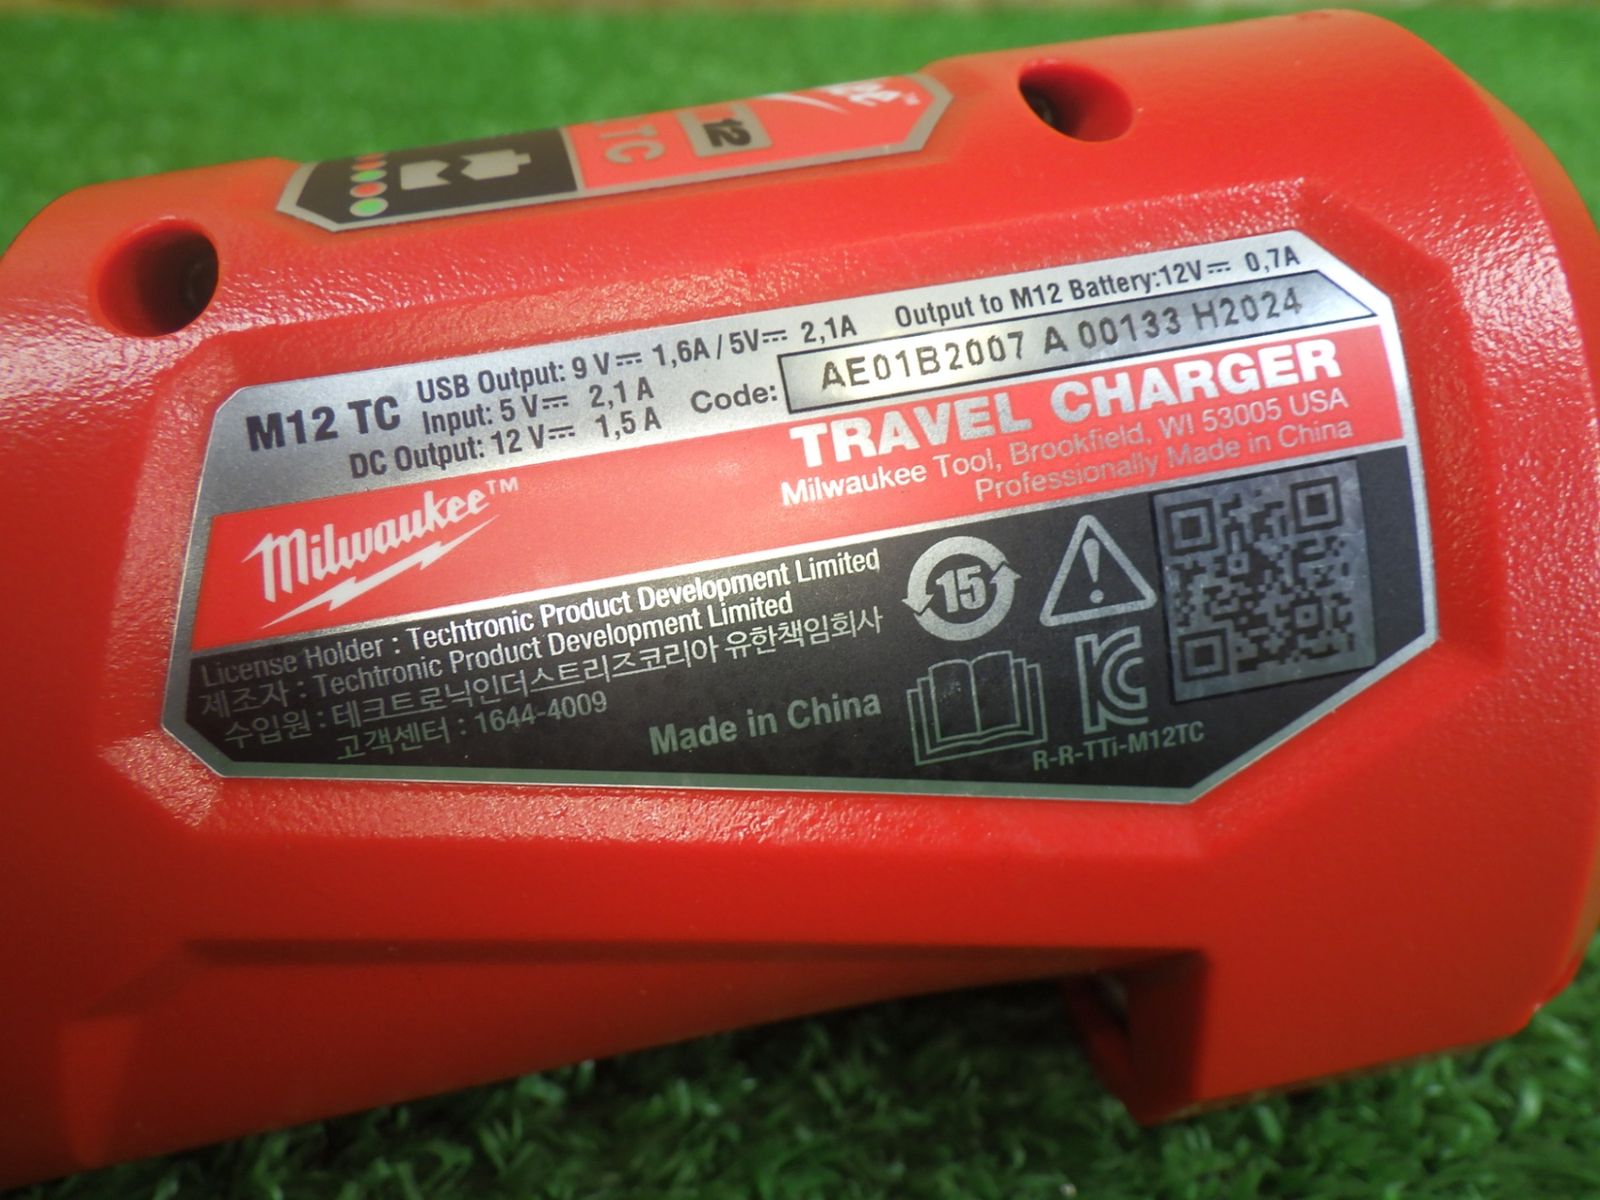 TC
12
M12 TC
USB Output: 9 V⎓ 1,6A / 5V⎓ 2,1A
Input: 5 V⎓ 2,1 A
DC Output: 12 V⎓ 1,5 A
Output to M12 Battery:12V⎓ 0,7A
Code: AE01B2007 A 00133 H2024
TRAVEL CHARGER
Milwaukee Tool, Brookfield, WI 53005 USA
Professionally Made in China
Milwaukee™
License Holder : Techtronic Product Development Limited
제조자 : Techtronic Product Development Limited
수입원 : 테크트로닉인더스트리즈코리아 유한책임회사
고객센터 : 1644-4009
Made in China
15
R-R-TTi-M12TC